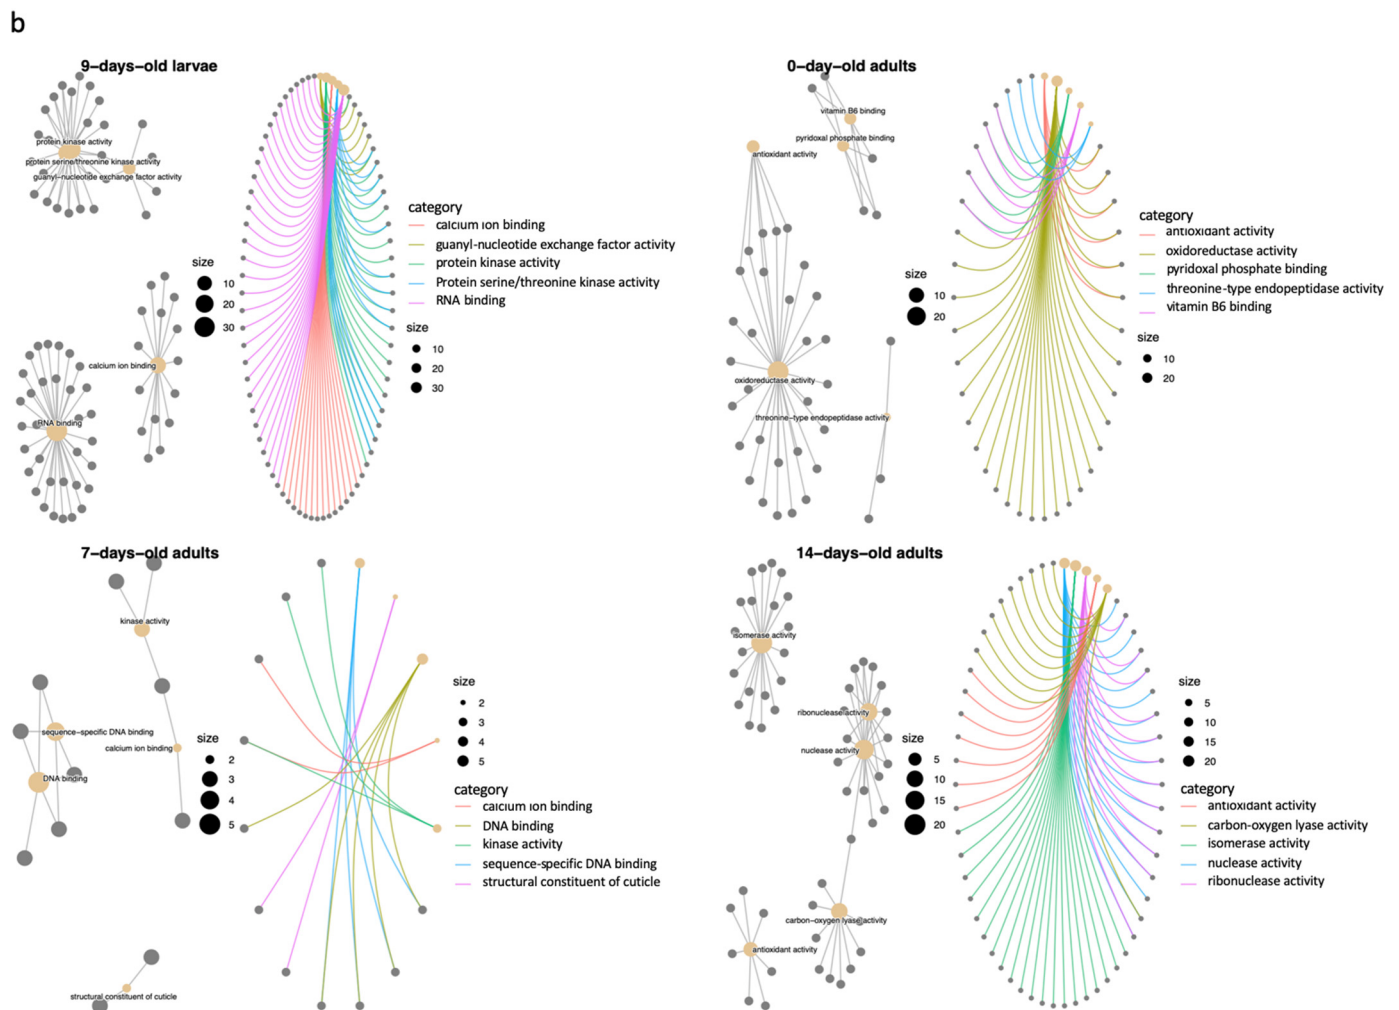 b
9-days-old larvae
protein kinase activity
protein serine/threonine kinase activity
guanyl-nucleotide exchange factor activity
calcium ion binding
RNA binding
size
10
20
30
category
calcium ion binding
guanyl-nucleotide exchange factor activity
protein kinase activity
Protein serine/threonine kinase activity
RNA binding
size
10
20
30
0-day-old adults
vitamin B6 binding
pyridoxal phosphate binding
antioxidant activity
oxidoreductase activity
threonine-type endopeptidase activity
size
10
20
category
antioxidant activity
oxidoreductase activity
pyridoxal phosphate binding
threonine-type endopeptidase activity
vitamin B6 binding
size
10
20
7-days-old adults
kinase activity
sequence-specific DNA binding
calcium ion binding
DNA binding
structural constituent of cuticle
size
2
3
4
5
size
2
3
4
5
category
calcium ion binding
DNA binding
kinase activity
sequence-specific DNA binding
structural constituent of cuticle
14-days-old adults
isomerase activity
ribonuclease activity
nuclease activity
carbon-oxygen lyase activity
antioxidant activity
size
5
10
15
20
size
5
10
15
20
category
antioxidant activity
carbon-oxygen lyase activity
isomerase activity
nuclease activity
ribonuclease activity